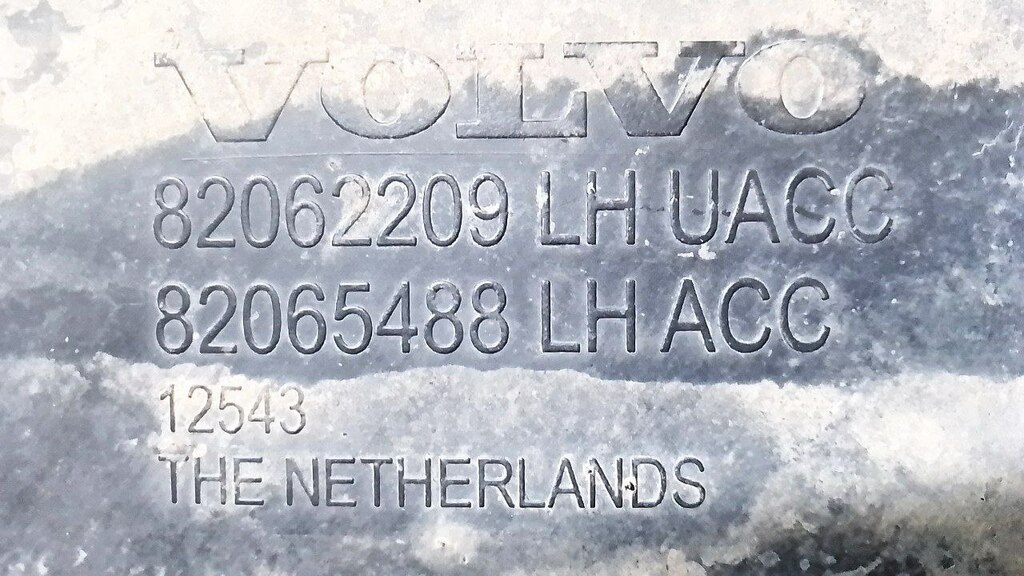 VOLVO
82062209 LH UACC
82065488 LH ACC
12543
THE NETHERLANDS